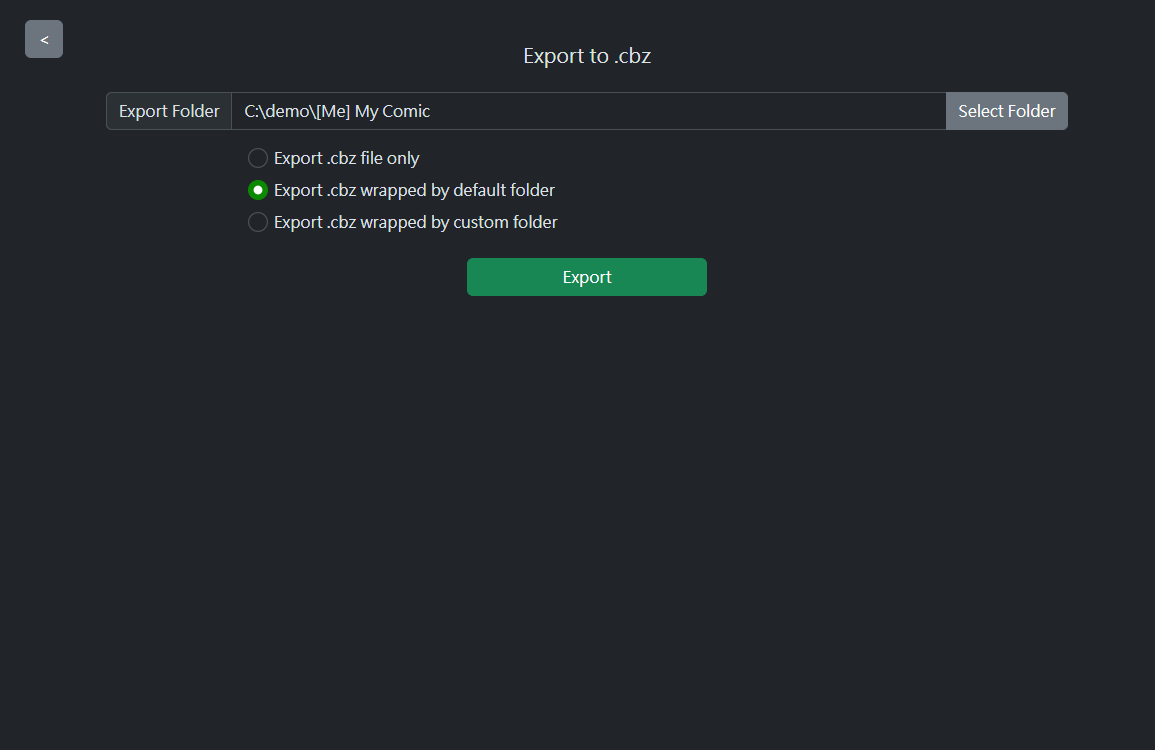 <
Export to .cbz
Export Folder C:\demo\[Me] My Comic Select Folder
Export .cbz file only
Export .cbz wrapped by default folder
Export .cbz wrapped by custom folder
Export